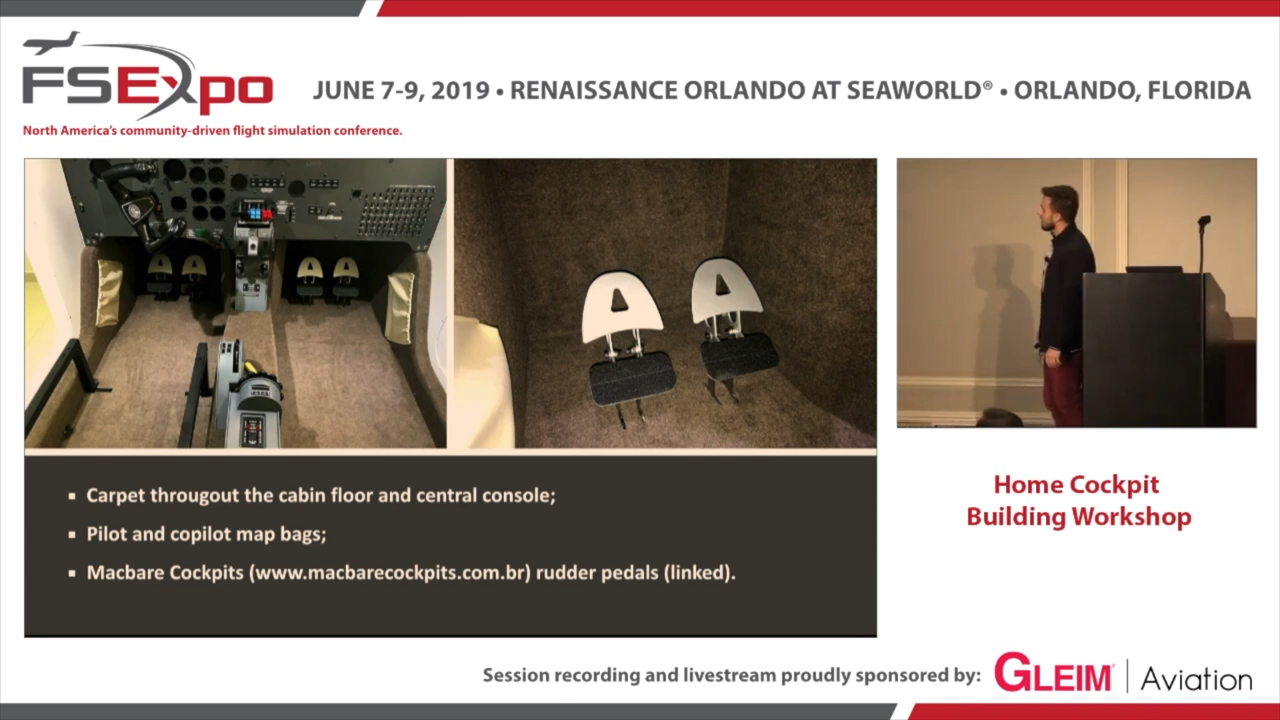 FSExpo
JUNE 7-9, 2019 • RENAISSANCE ORLANDO AT SEAWORLD® • ORLANDO, FLORIDA
North America's community-driven flight simulation conference.
▪ Carpet througout the cabin floor and central console;
▪ Pilot and copilot map bags;
▪ Macbare Cockpits (www.macbarecockpits.com.br) rudder pedals (linked).
Home Cockpit
Building Workshop
Session recording and livestream proudly sponsored by:
GLEIM | Aviation